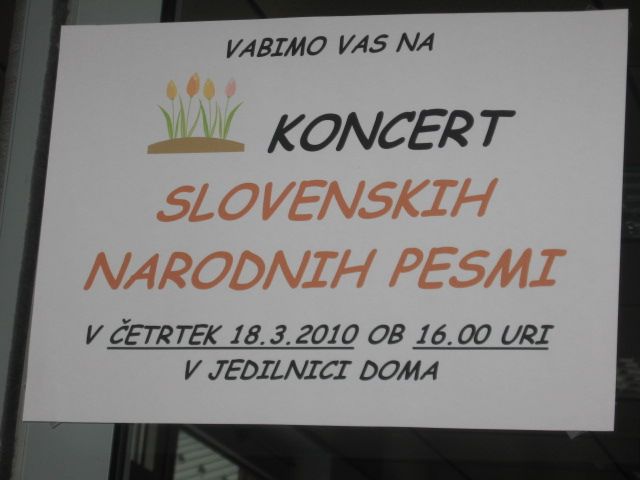 VABIMO VAS NA
KONCERT
SLOVENSKIH
NARODNIH PESMI
V ČETRTEK 18.3.2010 OB 16.00 URI
V JEDILNICI DOMA